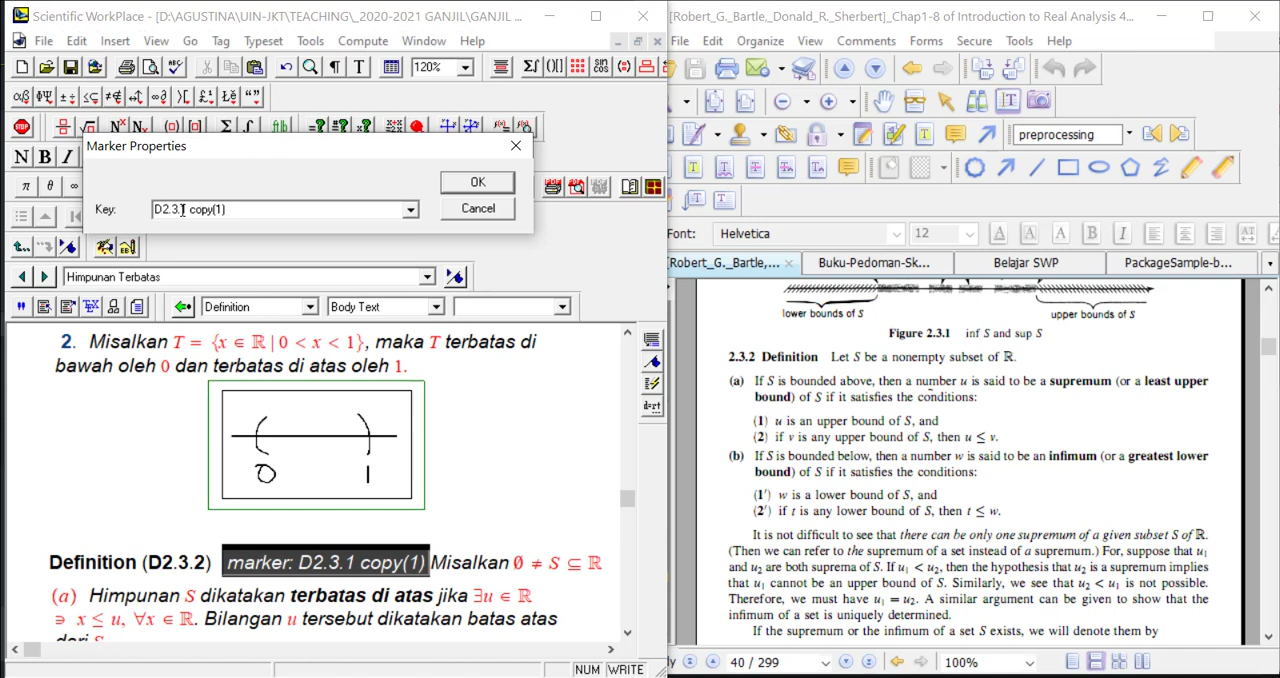 Scientific WorkPlace - [D:\AGUSTINA\UIN-JKT\TEACHING\_2020-2021 GANJIL\GANJIL ...
File Edit Insert View Go Tag Typeset Tools Compute Window Help
120%
Marker Properties
OK
Key: D2.3.1 copy(1)
Cancel
Himpunan Terbatas
Definition Body Text
2. Misalkan T = {x ∈ ℝ | 0 < x < 1}, maka T terbatas di
bawah oleh 0 dan terbatas di atas oleh 1.
0 1
Definition (D2.3.2) marker: D2.3.1 copy(1) Misalkan ∅ ≠ S ⊆ ℝ
(a) Himpunan S dikatakan terbatas di atas jika ∃u ∈ ℝ
∋ x ≤ u, ∀x ∈ ℝ. Bilangan u tersebut dikatakan batas atas
dari S
NUM WRITE
[Robert_G._Bartle,_Donald_R._Sherbert]_Chap1-8 of Introduction to Real Analysis 4...
File Edit Organize View Comments Forms Secure Tools Help
preprocessing
Font: Helvetica 12
[Robert_G._Bartle,... Buku-Pedoman-Sk... Belajar SWP PackageSample-b...
lower bounds of S upper bounds of S
Figure 2.3.1 inf S and sup S
2.3.2 Definition Let S be a nonempty subset of ℝ.
(a) If S is bounded above, then a number u is said to be a supremum (or a least upper
bound) of S if it satisfies the conditions:
(1) u is an upper bound of S, and
(2) if v is any upper bound of S, then u ≤ v.
(b) If S is bounded below, then a number w is said to be an infimum (or a greatest lower
bound) of S if it satisfies the conditions:
(1′) w is a lower bound of S, and
(2′) if t is any lower bound of S, then t ≤ w.
It is not difficult to see that there can be only one supremum of a given subset S of ℝ.
(Then we can refer to the supremum of a set instead of a supremum.) For, suppose that u₁
and u₂ are both suprema of S. If u₁ < u₂, then the hypothesis that u₂ is a supremum implies
that u₁ cannot be an upper bound of S. Similarly, we see that u₂ < u₁ is not possible.
Therefore, we must have u₁ = u₂. A similar argument can be given to show that the
infimum of a set is uniquely determined.
If the supremum or the infimum of a set S exists, we will denote them by
40 / 299 100%